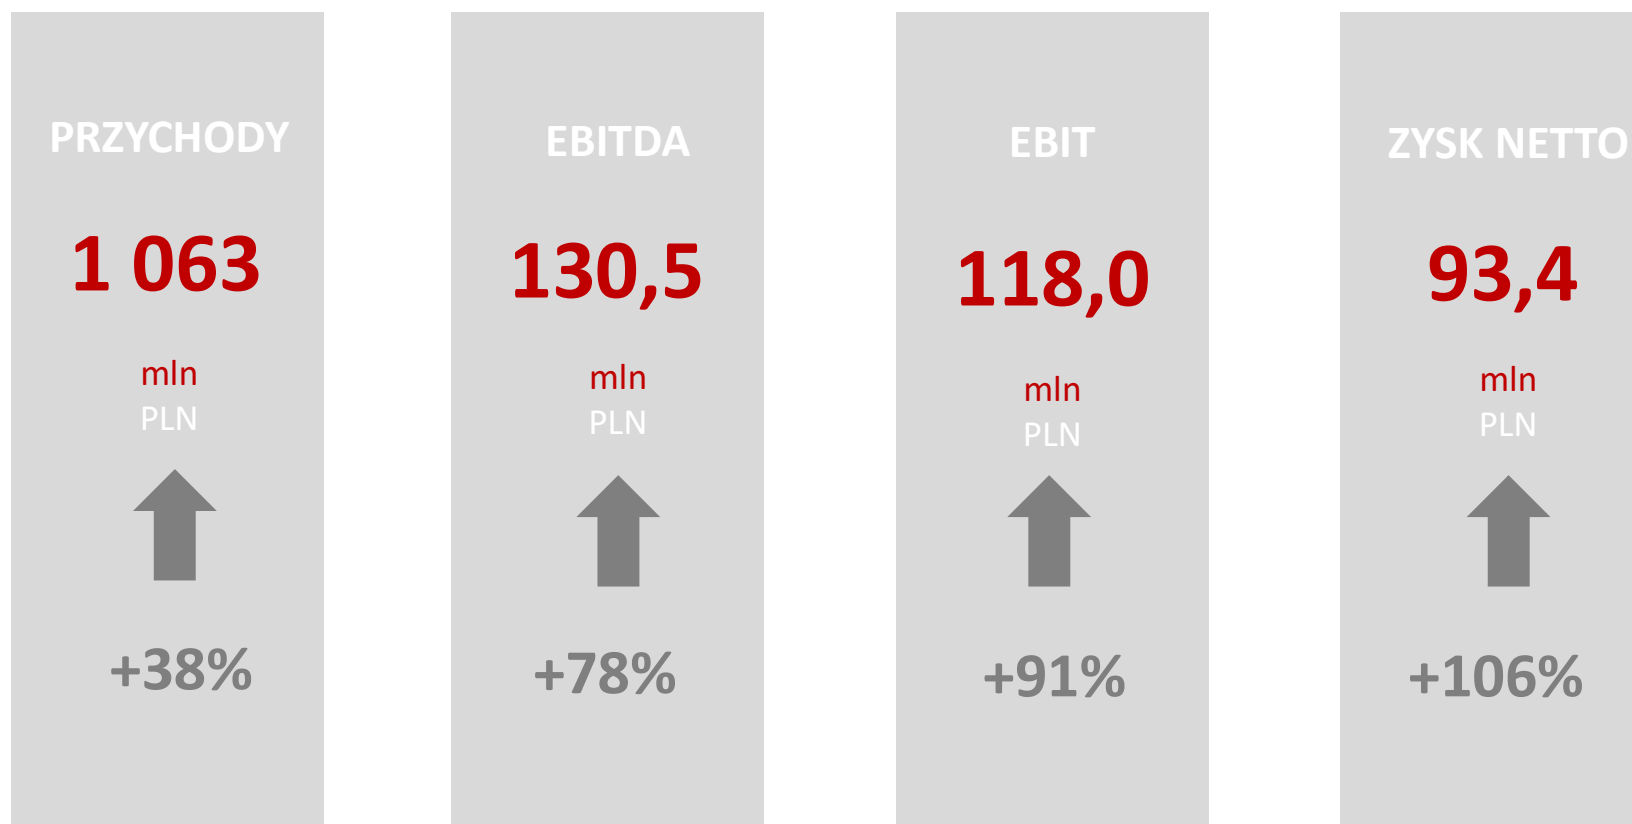 PRZYCHODY
1 063
mln
PLN
+38%
EBITDA
130,5
mln
PLN
+78%
EBIT
118,0
mln
PLN
+91%
ZYSK NETTO
93,4
mln
PLN
+106%